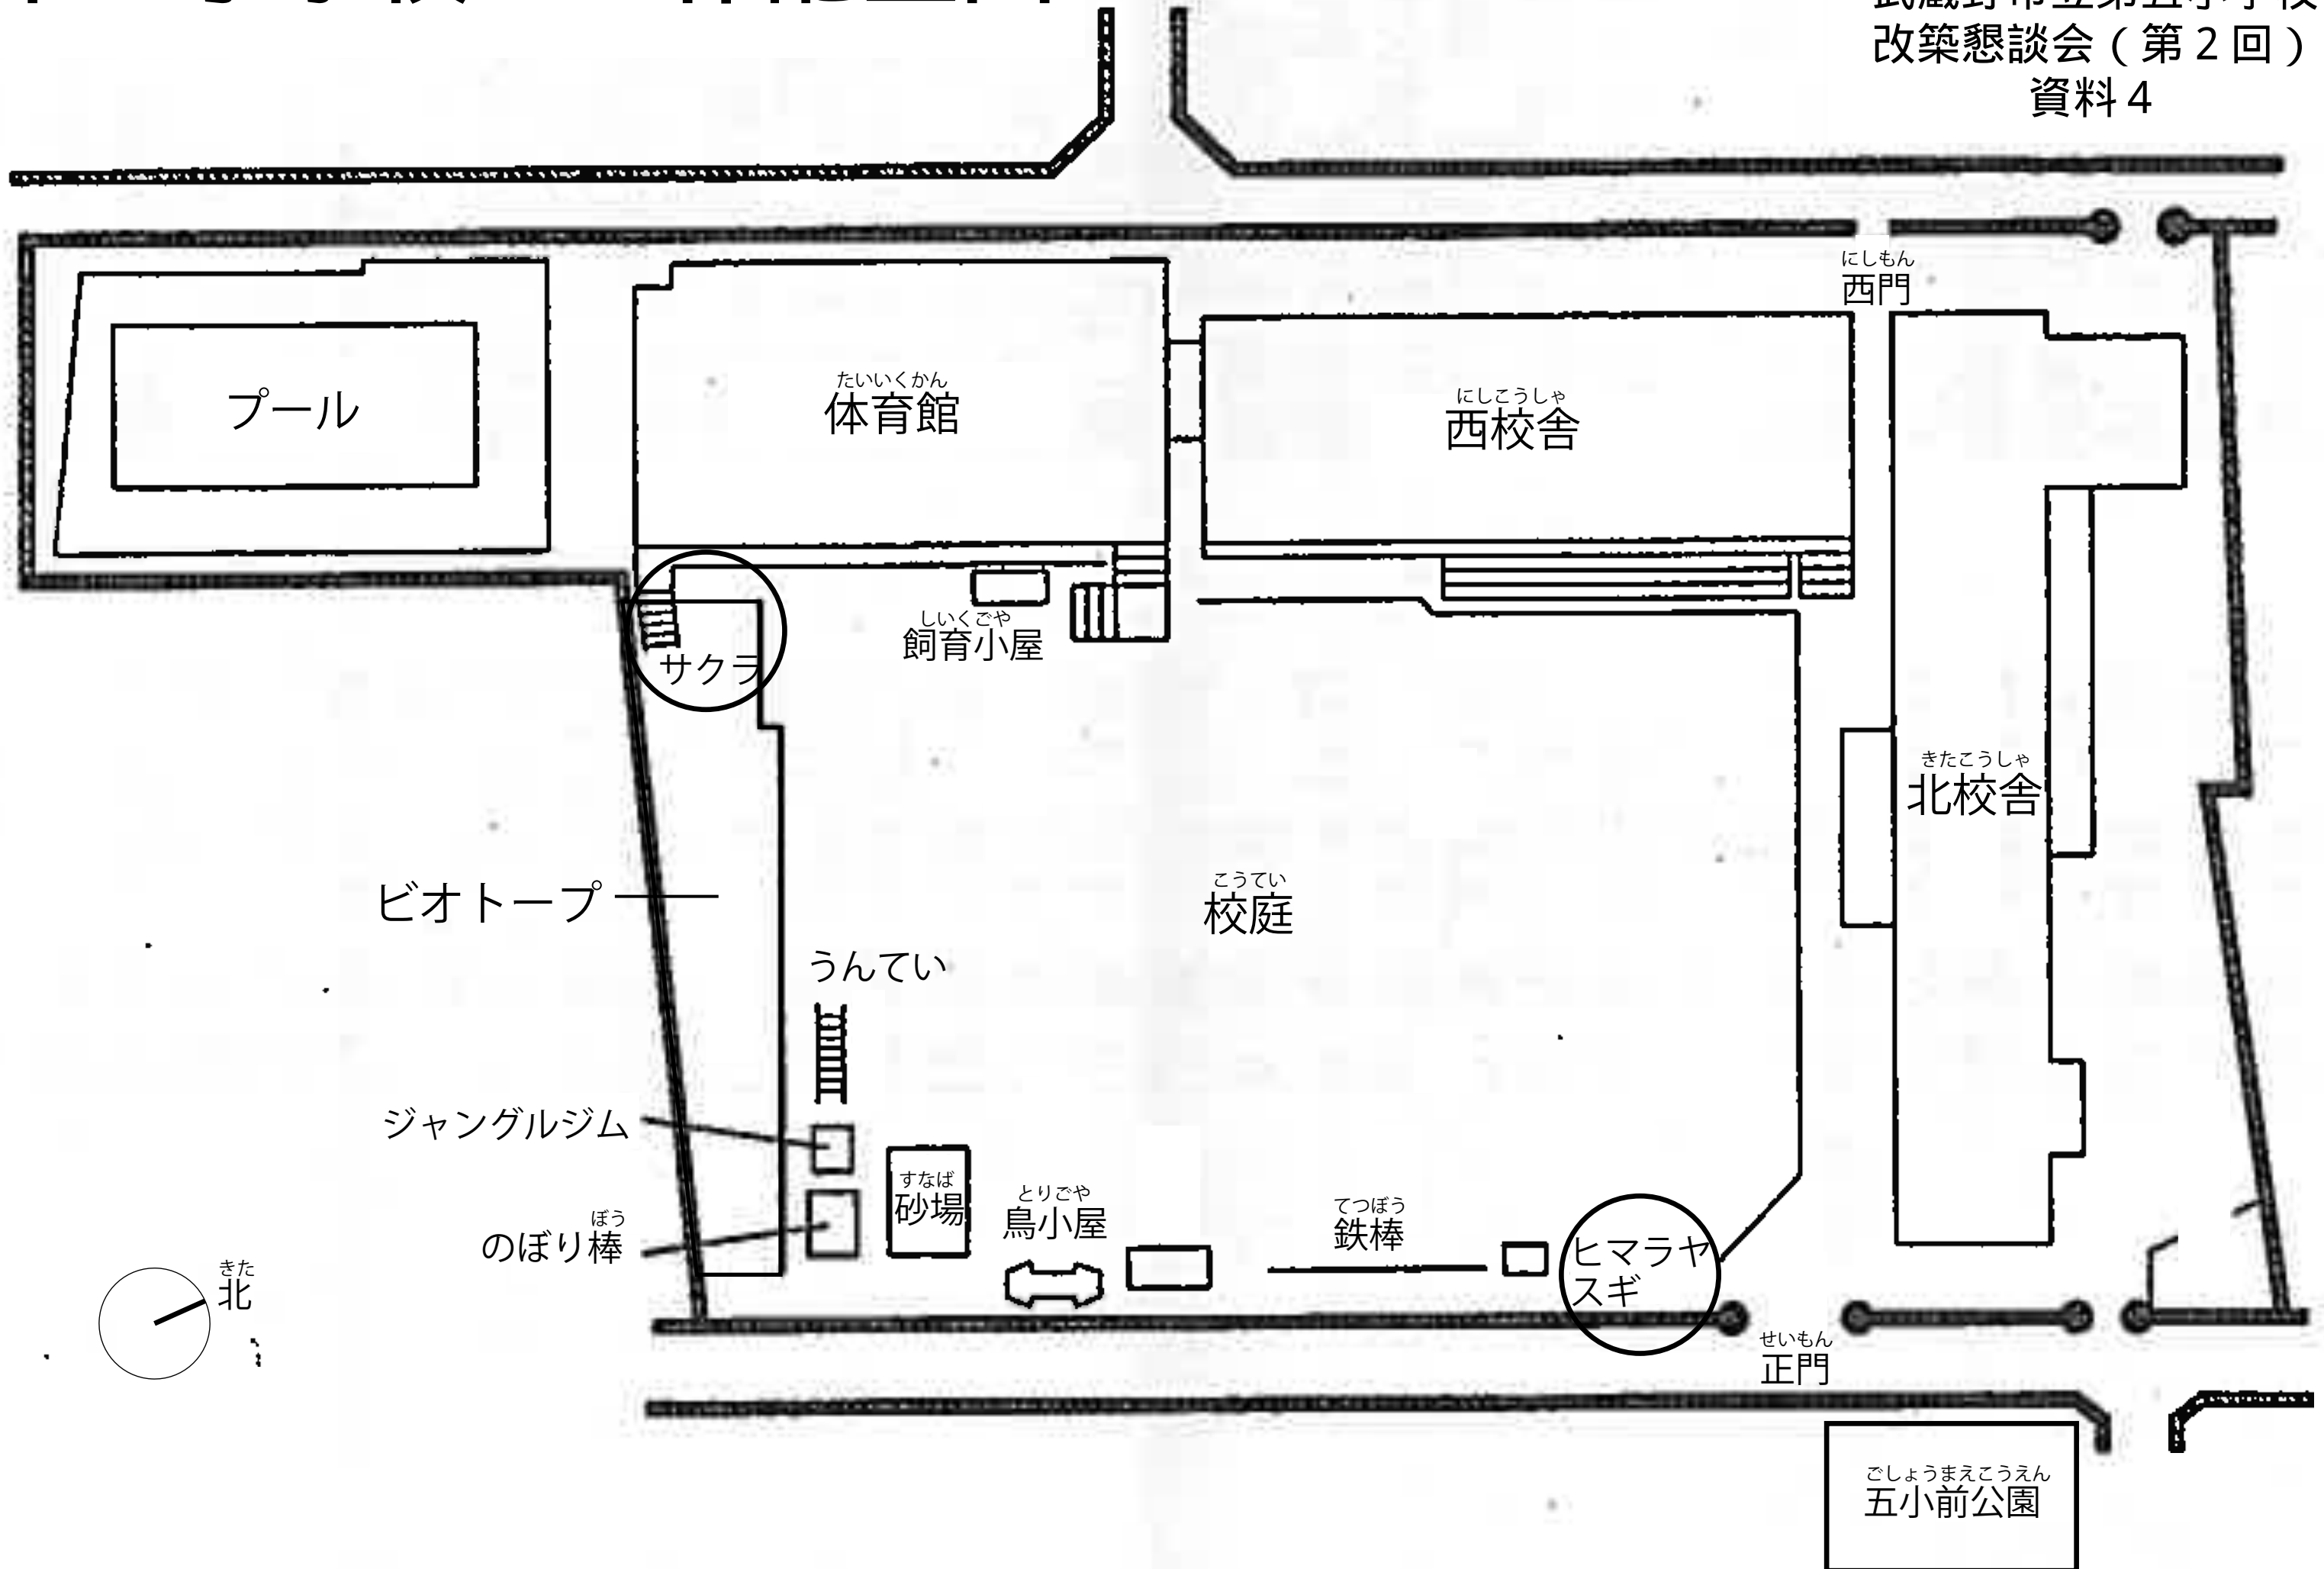 改築懇談会（第２回）
資料４
にしもん
西門
プール
たいいくかん
体育館
にしこうしゃ
西校舎
しいくごや
飼育小屋
サクラ
きたこうしゃ
北校舎
ビオトープ
こうてい
校庭
うんてい
ジャングルジム
すなば
砂場
とりごや
鳥小屋
てつぼう
鉄棒
ぼう
のぼり棒
ヒマラヤ
スギ
きた
北
せいもん
正門
ごしょうまえこうえん
五小前公園